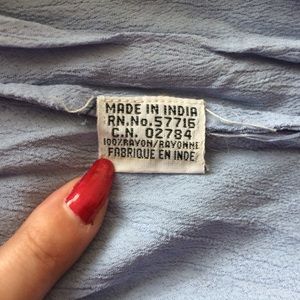 MADE IN INDIA
RN.No.57716
C.N. 02784
100%RAYON/RAYONNE
FABRIQUE EN INDE